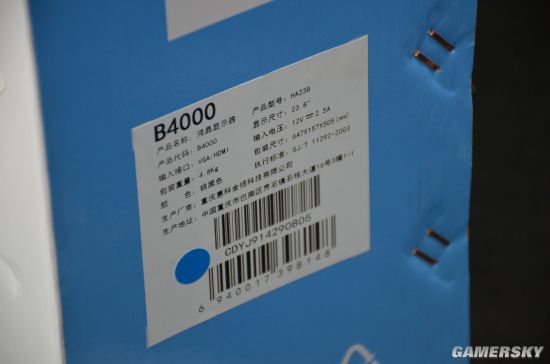 B4000
产品名称: 液晶显示器 产品型号: HA238
产品代码: B4000 显示尺寸: 23.8"
输入接口: VGA/HDMI 输入电压: 12V⎓2.5A
包装重量: 4.8Kg 包装尺寸: 647X157X505(mm)
颜 色: 银黑色 执行标准: SJ/T 11292-2003
生产厂商: 重庆惠科金扬科技有限公司
生产地址: 中国重庆市巴南区界石镇石桂大道16号3幢1-1
CDYJ914290805
6 940017 398148
GAMERSKY